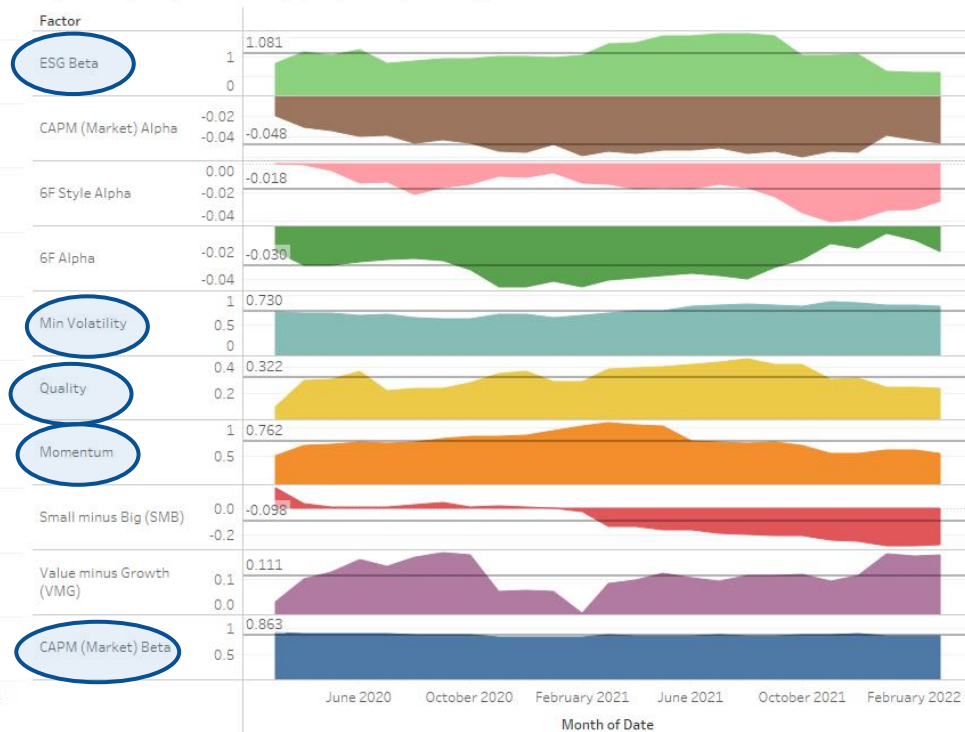 Factor
ESG Beta
1
0
1.081
CAPM (Market) Alpha
-0.02
-0.04
-0.048
6F Style Alpha
0.00
-0.02
-0.04
-0.018
6F Alpha
-0.02
-0.04
-0.030
Min Volatility
1
0.5
0
0.730
Quality
0.4
0.2
0.322
Momentum
1
0.5
0.762
Small minus Big (SMB)
0.0
-0.2
-0.098
Value minus Growth
(VMG)
0.1
0.0
0.111
CAPM (Market) Beta
1
0.5
0.863
June 2020 October 2020 February 2021 June 2021 October 2021 February 2022
Month of Date